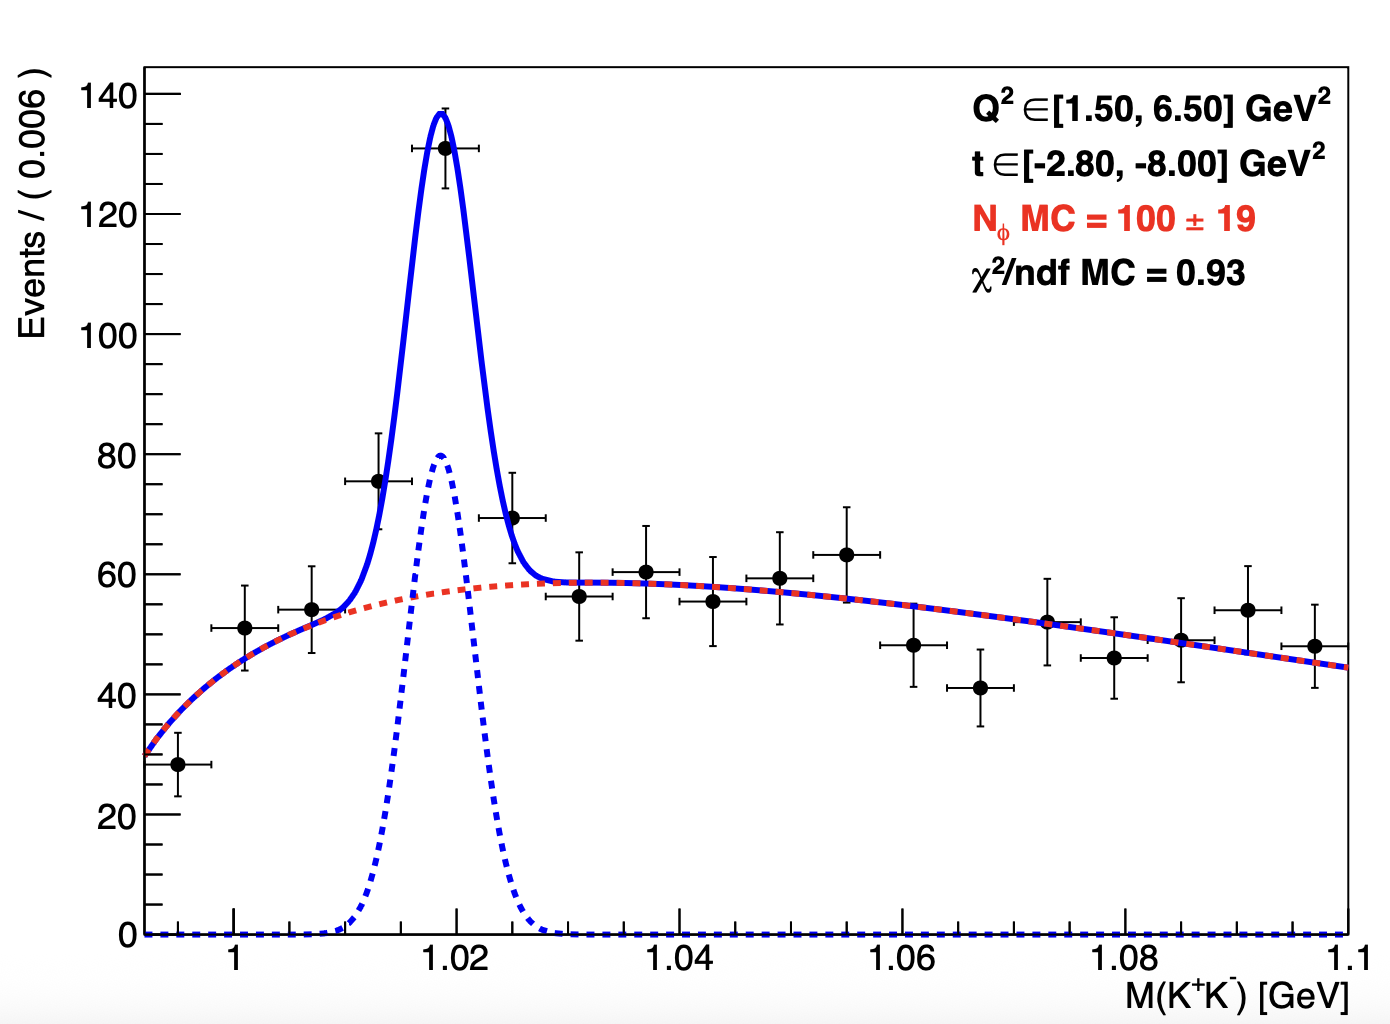 Events / ( 0.006 )
140
120
100
80
60
40
20
0
Q² ∈[1.50, 6.50] GeV²
t ∈[-2.80, -8.00] GeV²
N_ϕ MC = 100 ± 19
χ²/ndf MC = 0.93
1 1.02 1.04 1.06 1.08 1.1
M(K⁺K⁻) [GeV]